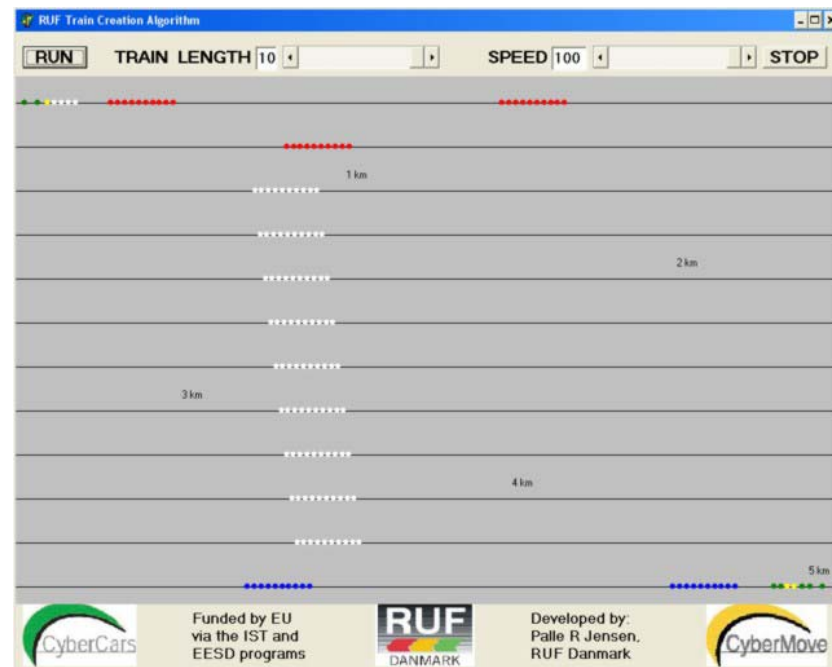 RUF Train Creation Algorithm
RUN TRAIN LENGTH 10 SPEED 100 STOP
1 km
2 km
3 km
4 km
5 km
CyberCars
Funded by EU
via the IST and
EESD programs
RUF
DANMARK
Developed by:
Palle R Jensen,
RUF Danmark
CyberMove